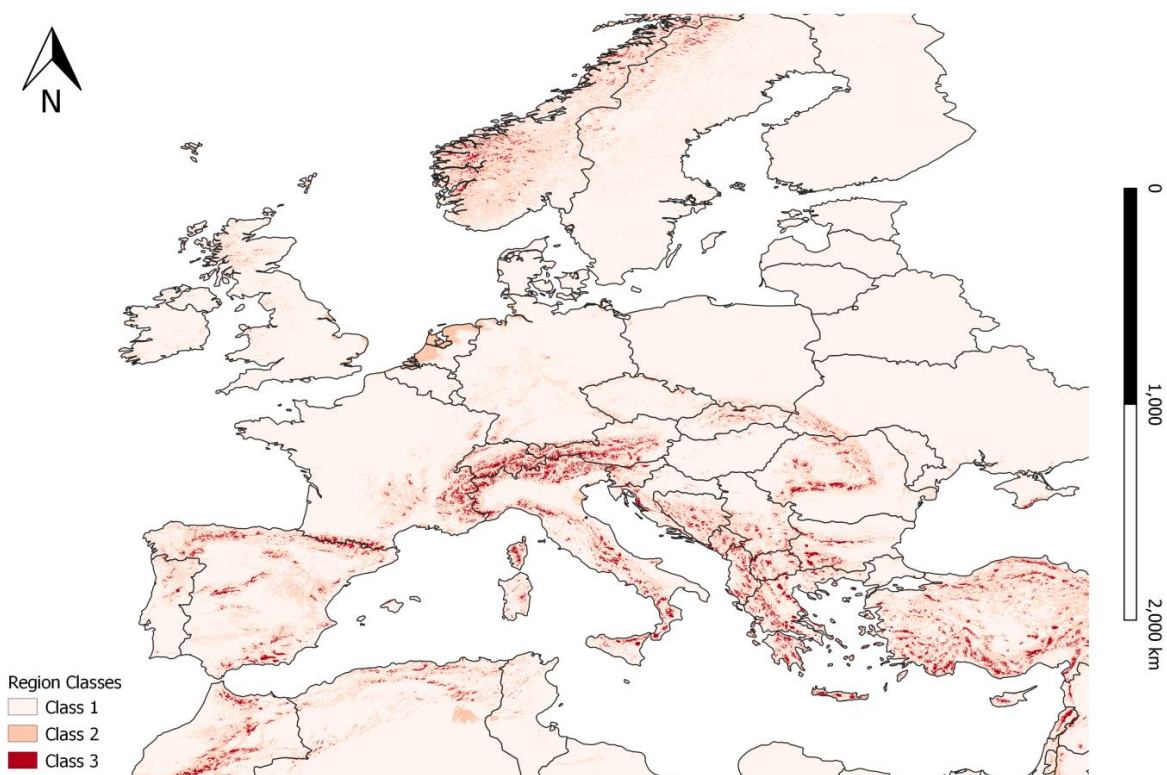 N
0
1,000
2,000 km
Region Classes
Class 1
Class 2
Class 3